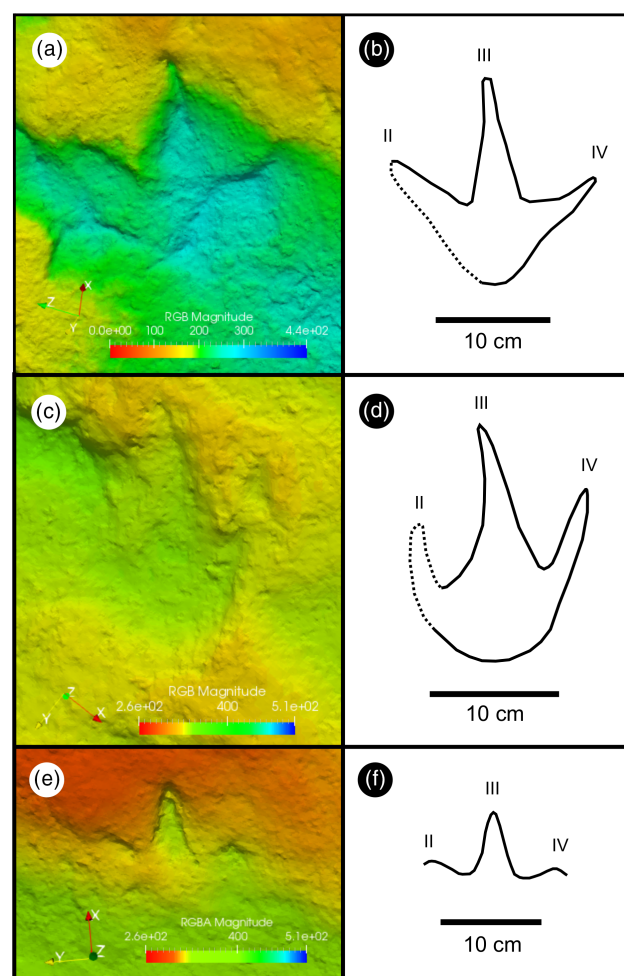 (a)
X
Z
Y
RGB Magnitude
0.0e+00 100 200 300 4.4e+02
(b)
III
II
IV
10 cm
(c)
Z
Y
X
RGB Magnitude
2.6e+02 400 5.1e+02
(d)
III
IV
II
10 cm
(e)
X
Y
Z
RGBA Magnitude
2.6e+02 400 5.1e+02
(f)
III
II
IV
10 cm